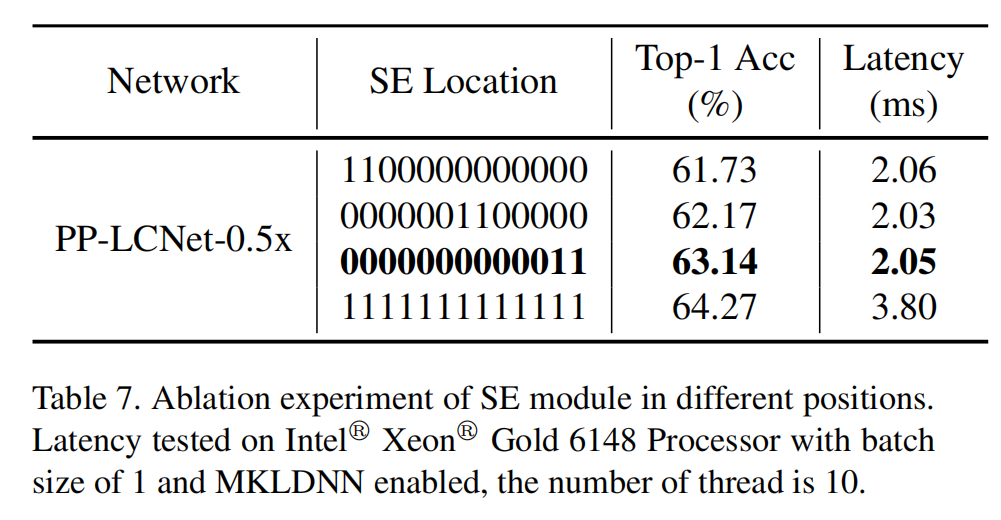 Network SE Location Top-1 Acc (%) Latency (ms)
1100000000000 61.73 2.06
0000001100000 62.17 2.03
PP-LCNet-0.5x
0000000000011 63.14 2.05
1111111111111 64.27 3.80
Table 7. Ablation experiment of SE module in different positions.
Latency tested on Intel® Xeon® Gold 6148 Processor with batch
size of 1 and MKLDNN enabled, the number of thread is 10.